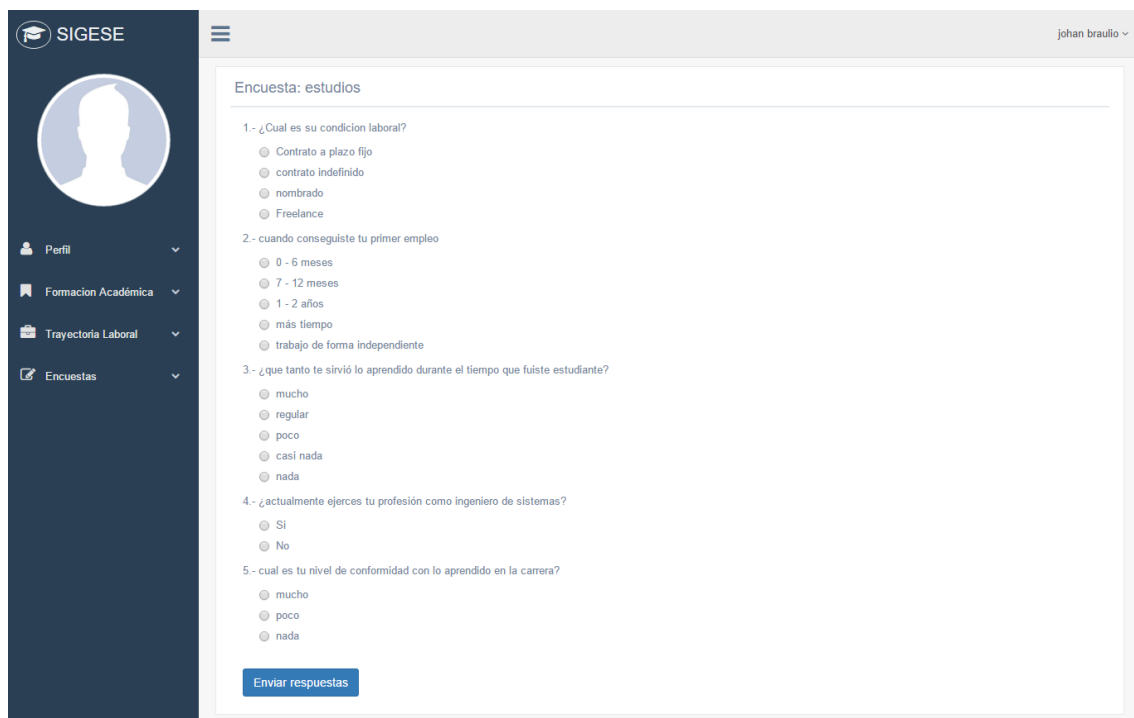 SIGESE
johan braulio
Perfil
Formacion Académica
Trayectoria Laboral
Encuestas
Encuesta: estudios
1.- ¿Cual es su condicion laboral?
Contrato a plazo fijo
contrato indefinido
nombrado
Freelance
2.- cuando conseguiste tu primer empleo
0 - 6 meses
7 - 12 meses
1 - 2 años
más tiempo
trabajo de forma independiente
3.- ¿que tanto te sirvió lo aprendido durante el tiempo que fuiste estudiante?
mucho
regular
poco
casi nada
nada
4.- ¿actualmente ejerces tu profesión como ingeniero de sistemas?
Si
No
5.- cual es tu nivel de conformidad con lo aprendido en la carrera?
mucho
poco
nada
Enviar respuestas